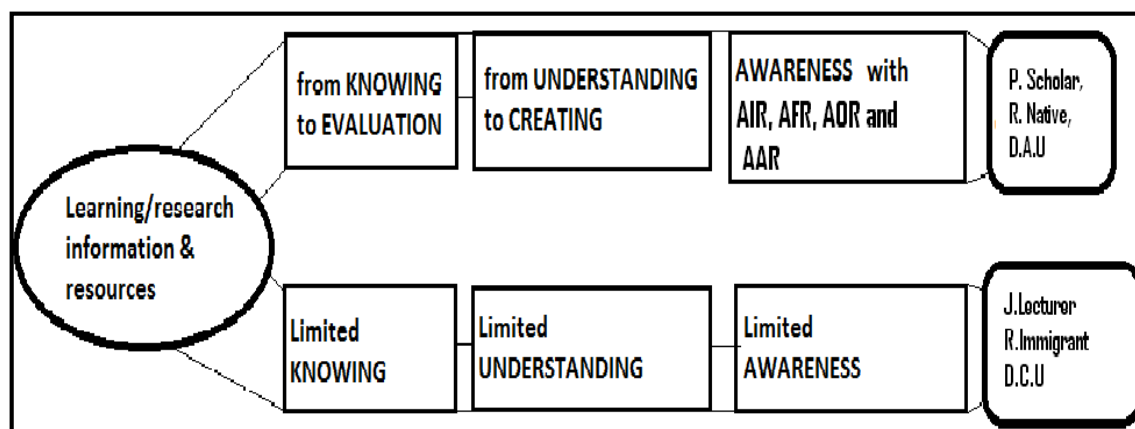 Learning/research
information &
resources
from KNOWING
to EVALUATION
from UNDERSTANDING
to CREATING
AWARENESS with
AIR, AFR, AOR and
AAR
P. Scholar,
R. Native,
D.A.U
Limited
KNOWING
Limited
UNDERSTANDING
Limited
AWARENESS
J.Lecturer
R.Immigrant
D.C.U